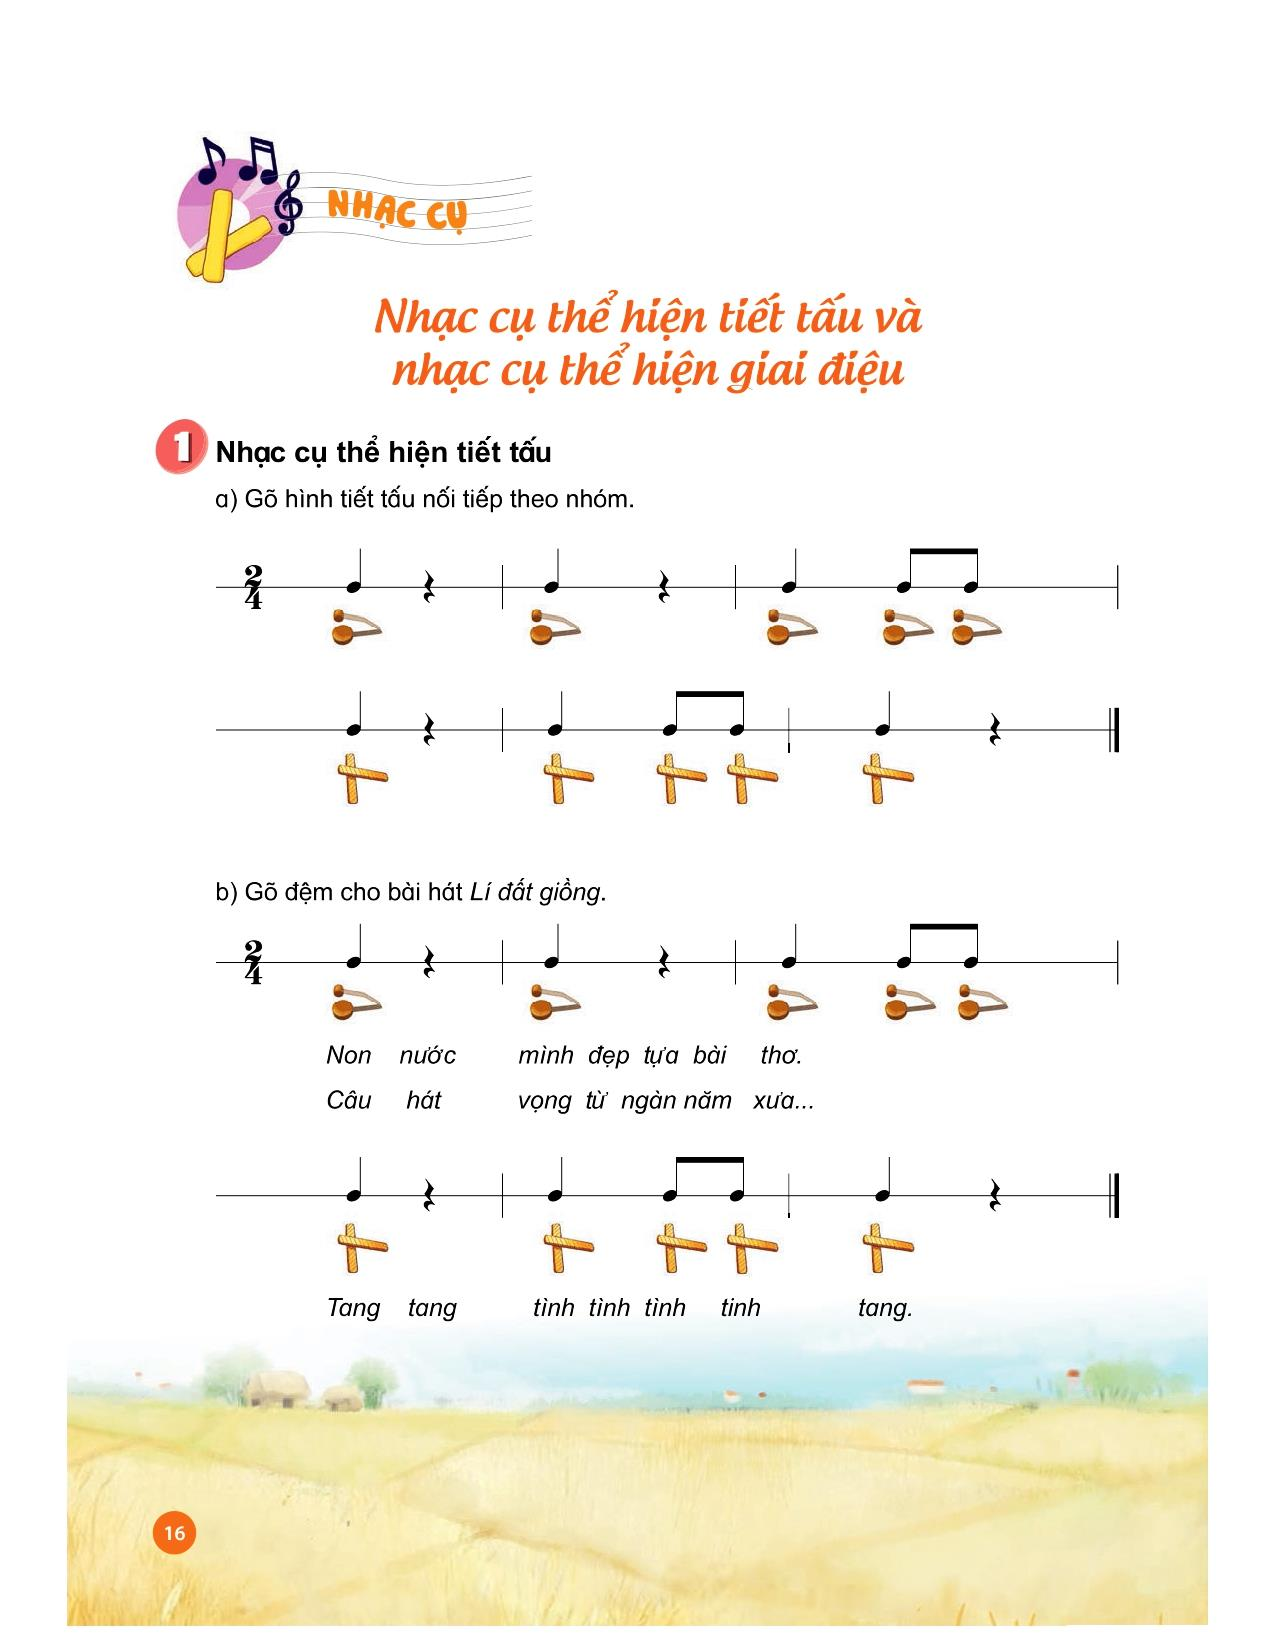 NHẠC CỤ
Nhạc cụ thể hiện tiết tấu và
nhạc cụ thể hiện giai điệu
1 Nhạc cụ thể hiện tiết tấu
a) Gõ hình tiết tấu nối tiếp theo nhóm.
2
4
b) Gõ đệm cho bài hát Lí đất giồng.
2
4
Non nước mình đẹp tựa bài thơ.
Câu hát vọng từ ngàn năm xưa...
Tang tang tình tình tình tinh tang.
16